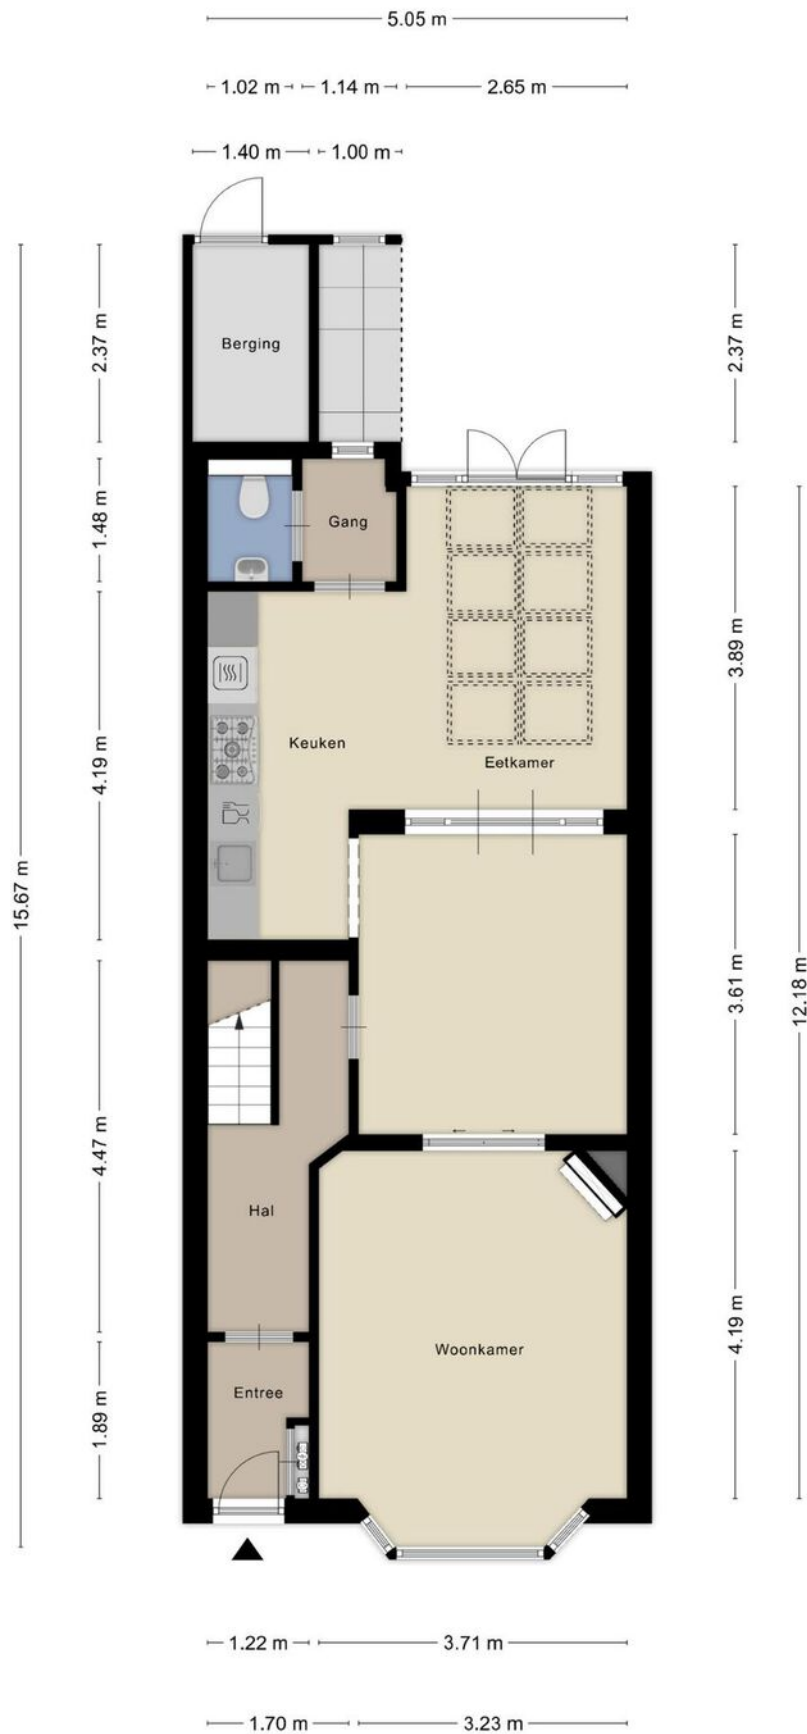 5.05 m
1.02 m
1.14 m
2.65 m
1.40 m
1.00 m
2.37 m
2.37 m
Berging
1.48 m
Gang
3.89 m
Keuken
4.19 m
Eetkamer
15.67 m
3.61 m
12.18 m
4.47 m
Hal
4.19 m
Woonkamer
Entree
1.89 m
1.22 m
3.71 m
1.70 m
3.23 m